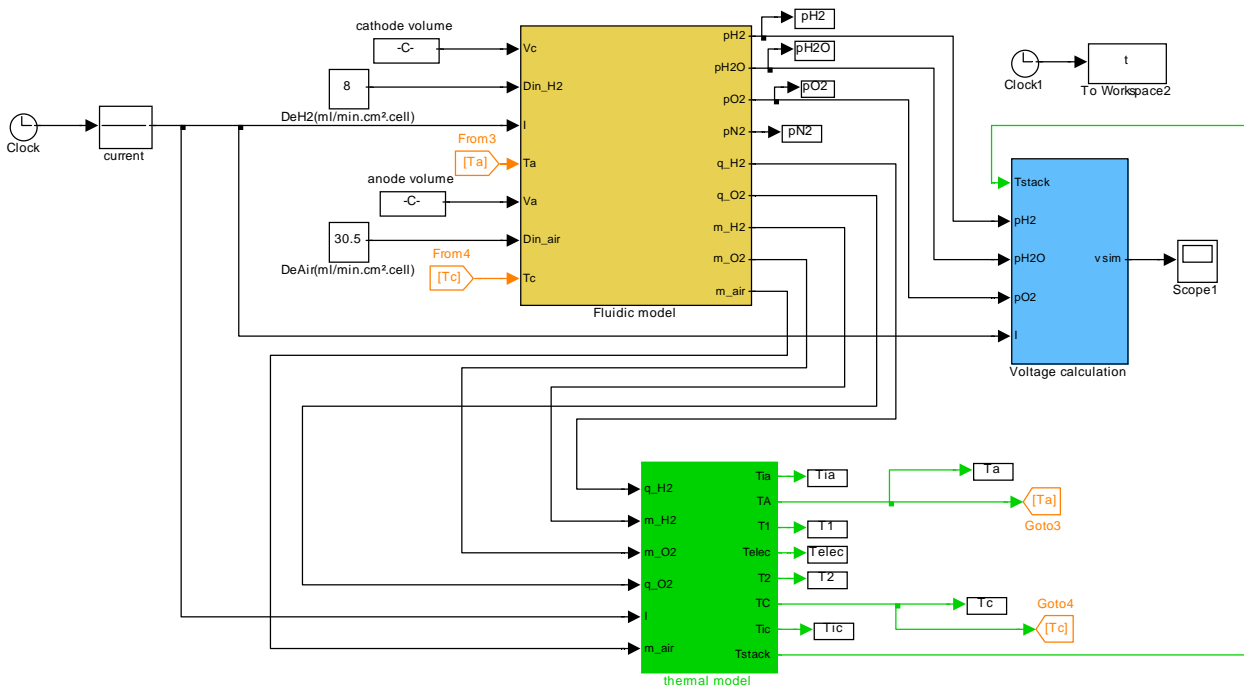 cathode volume
-C-
8
DeH2(ml/min.cm².cell)
Clock
current
From3
[Ta]
anode volume
-C-
30.5
DeAir(ml/min.cm².cell)
From4
[Tc]
Vc
Din_H2
I
Ta
Va
Din_air
Tc
pH2
pH2O
pO2
pN2
q_H2
q_O2
m_H2
m_O2
m_air
Fluidic model
pH2
pH2O
pO2
pN2
Clock1
t
To Workspace2
Tstack
pH2
pH2O
pO2
I
vsim
Voltage calculation
Scope1
q_H2
m_H2
m_O2
q_O2
I
m_air
Tia
TA
T1
Telec
T2
TC
Tic
Tstack
thermal model
Tia
Ta
[Ta]
Goto3
T1
Telec
T2
Tc
Goto4
[Tc]
Tic